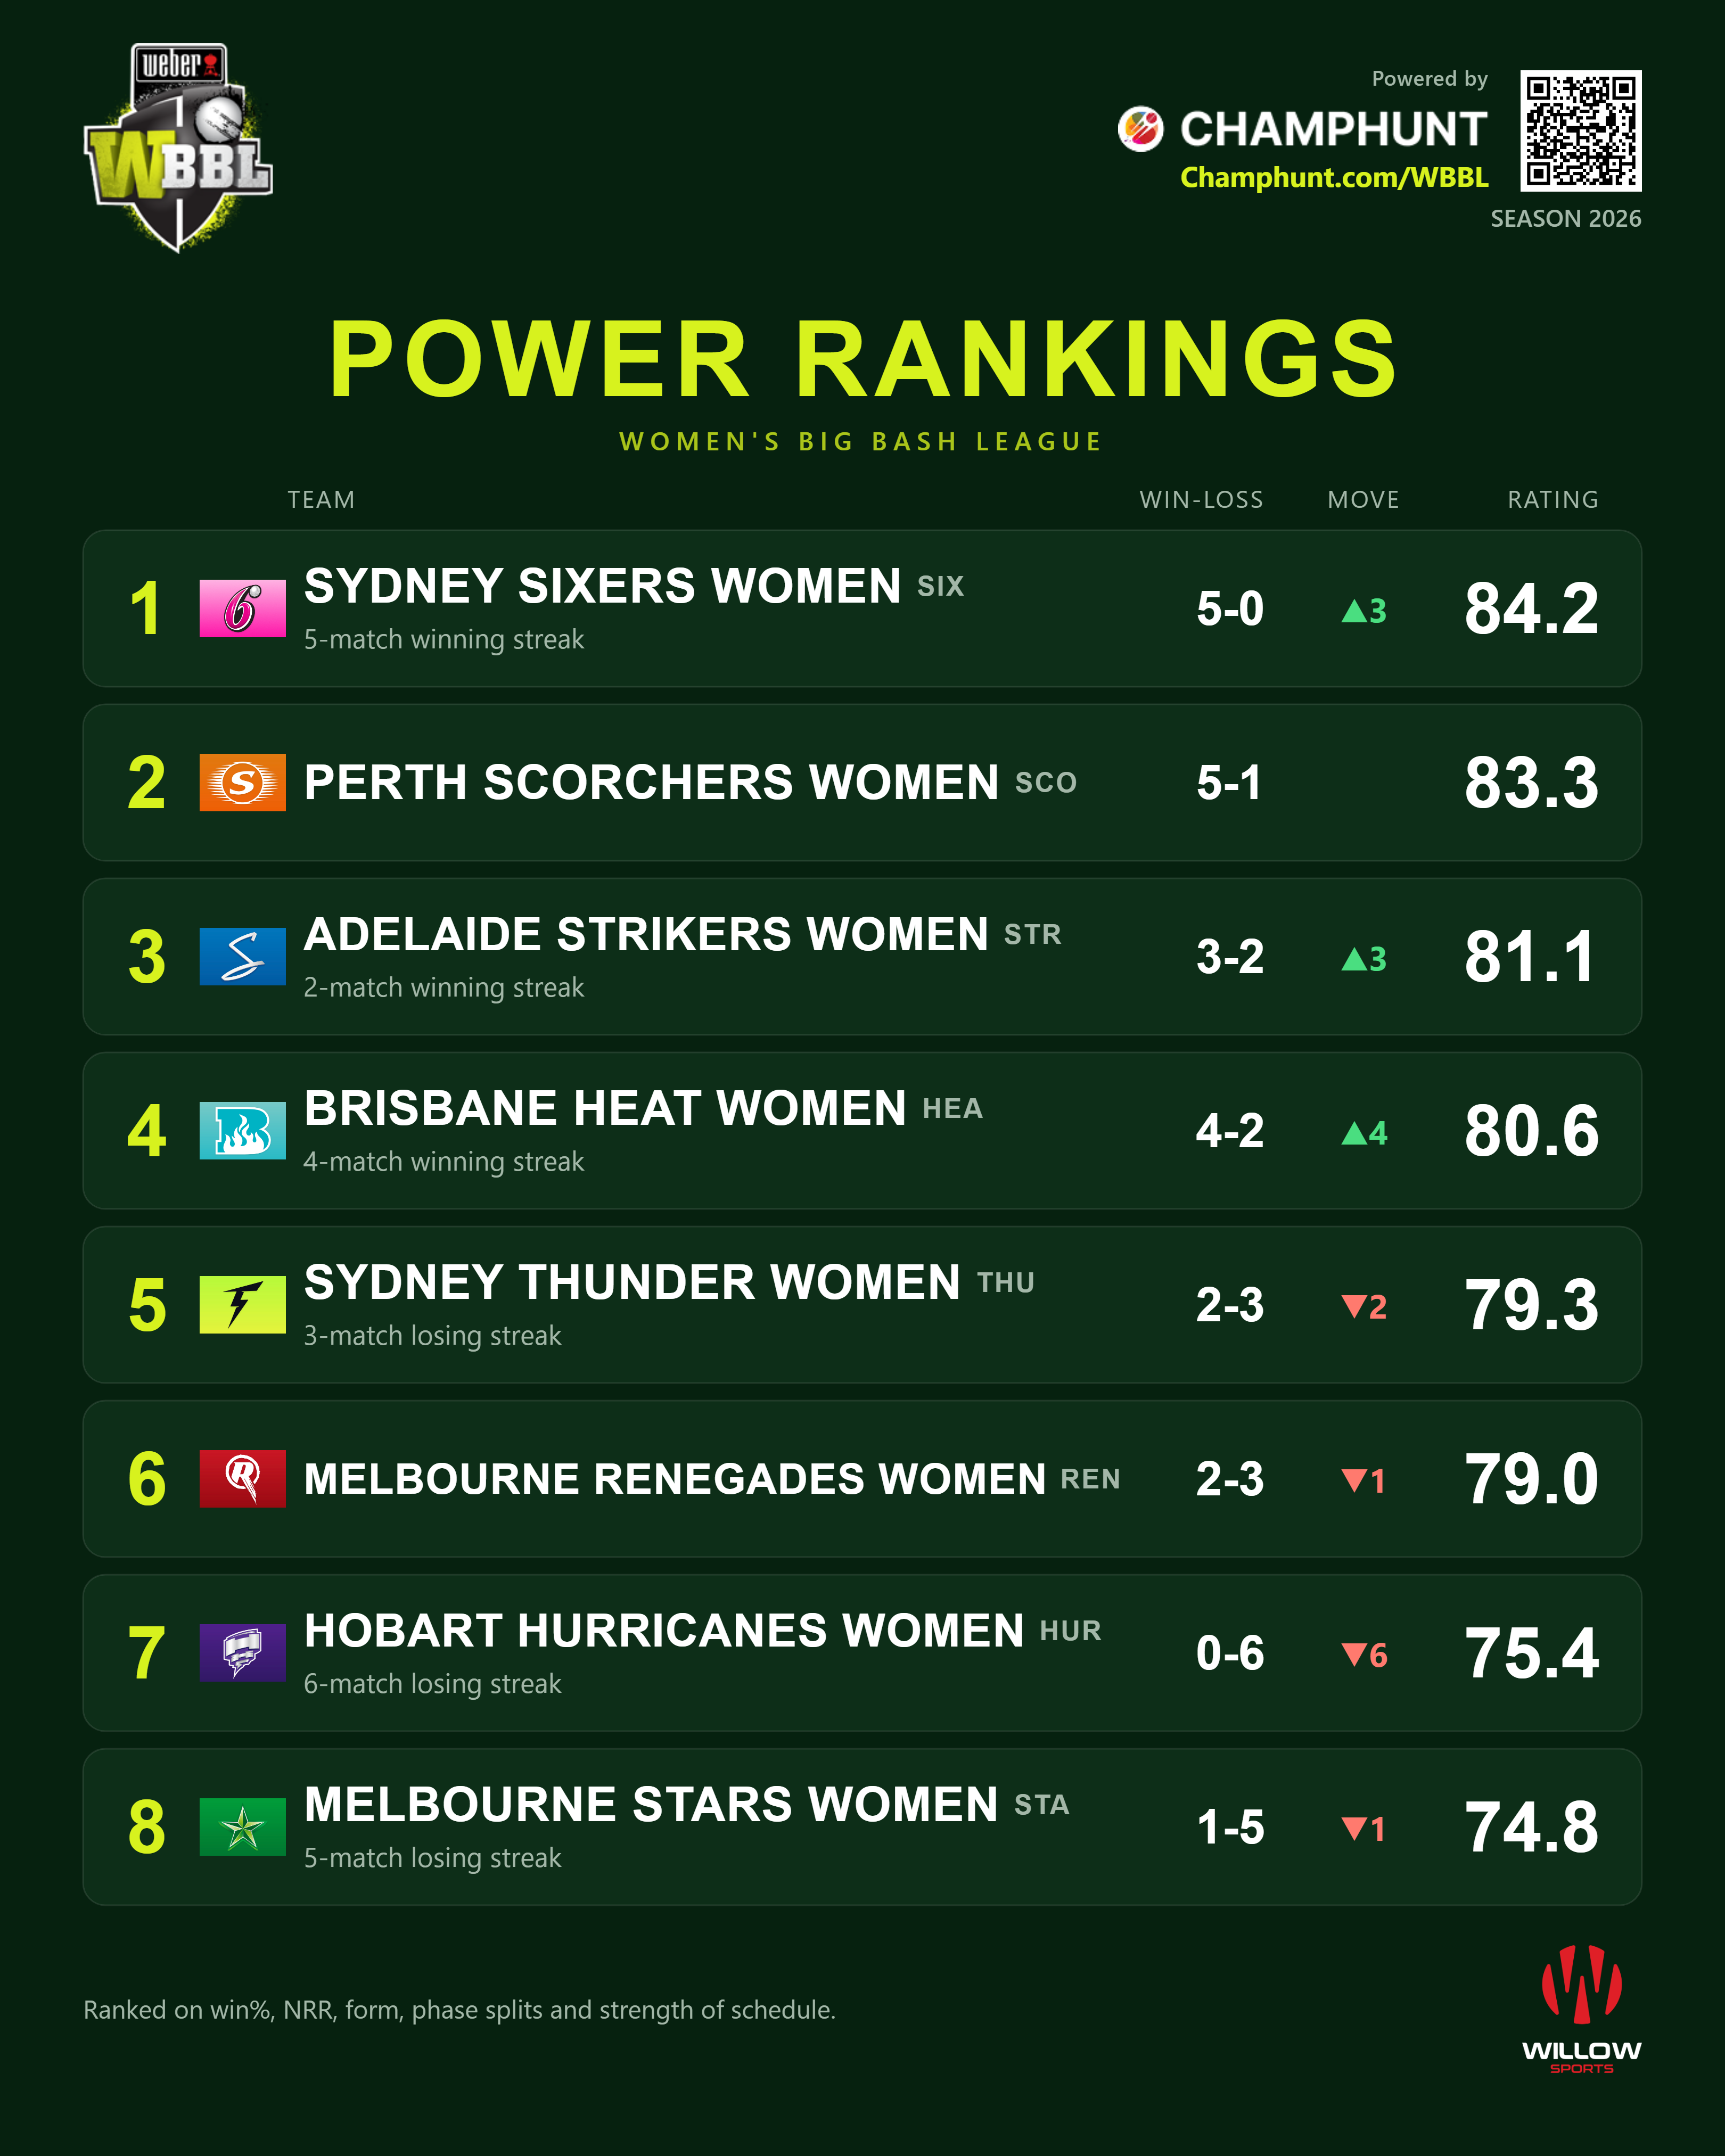 weber
WBBL
Powered by
CHAMPHUNT
Champhunt.com/WBBL
SEASON 2026
POWER RANKINGS
WOMEN'S BIG BASH LEAGUE
TEAM WIN-LOSS MOVE RATING
1 6 SYDNEY SIXERS WOMEN SIX 5-0 ▲3 84.2
5-match winning streak
2 S PERTH SCORCHERS WOMEN SCO 5-1 83.3
3 S ADELAIDE STRIKERS WOMEN STR 3-2 ▲3 81.1
2-match winning streak
4 B BRISBANE HEAT WOMEN HEA 4-2 ▲4 80.6
4-match winning streak
5 SYDNEY THUNDER WOMEN THU 2-3 ▼2 79.3
3-match losing streak
6 R MELBOURNE RENEGADES WOMEN REN 2-3 ▼1 79.0
7 HOBART HURRICANES WOMEN HUR 0-6 ▼6 75.4
6-match losing streak
8 MELBOURNE STARS WOMEN STA 1-5 ▼1 74.8
5-match losing streak
Ranked on win%, NRR, form, phase splits and strength of schedule.
WILLOW
SPORTS